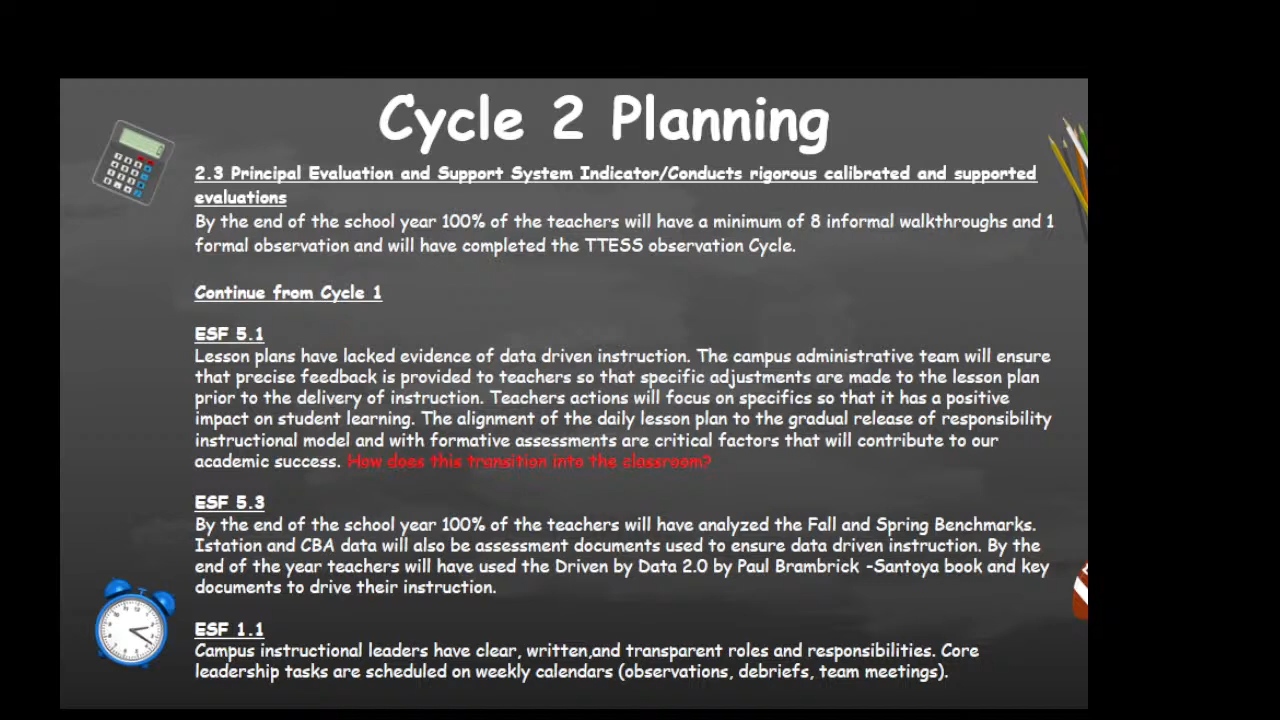 Cycle 2 Planning
2.3 Principal Evaluation and Support System Indicator/Conducts rigorous calibrated and supported
evaluations
By the end of the school year 100% of the teachers will have a minimum of 8 informal walkthroughs and 1
formal observation and will have completed the TTESS observation Cycle.
Continue from Cycle 1
ESF 5.1
Lesson plans have lacked evidence of data driven instruction. The campus administrative team will ensure
that precise feedback is provided to teachers so that specific adjustments are made to the lesson plan
prior to the delivery of instruction. Teachers actions will focus on specifics so that it has a positive
impact on student learning. The alignment of the daily lesson plan to the gradual release of responsibility
instructional model and with formative assessments are critical factors that will contribute to our
academic success. How does this transition into the classroom?
ESF 5.3
By the end of the school year 100% of the teachers will have analyzed the Fall and Spring Benchmarks.
Istation and CBA data will also be assessment documents used to ensure data driven instruction. By the
end of the year teachers will have used the Driven by Data 2.0 by Paul Brambrick -Santoya book and key
documents to drive their instruction.
ESF 1.1
Campus instructional leaders have clear, written,and transparent roles and responsibilities. Core
leadership tasks are scheduled on weekly calendars (observations, debriefs, team meetings).